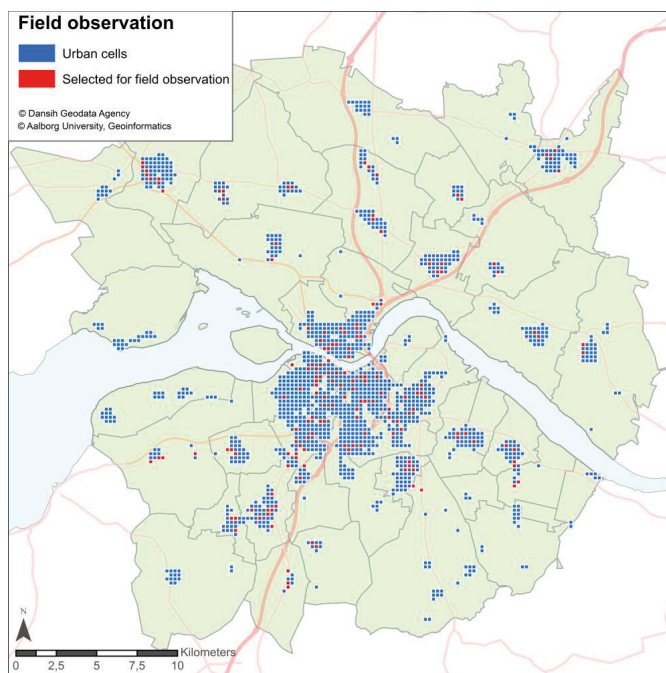 Field observation
Urban cells
Selected for field observation
© Dansih Geodata Agency
© Aalborg University, Geoinformatics
N
Kilometers
0 2,5 5 7,5 10